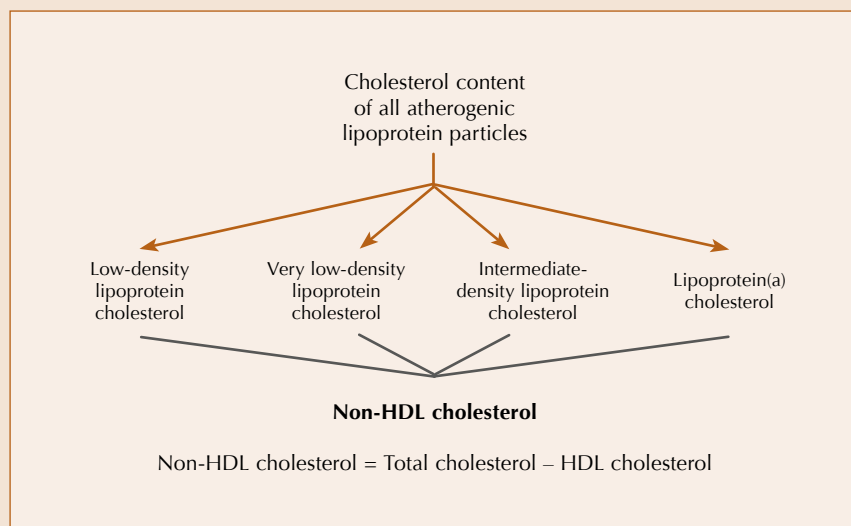 Cholesterol content
of all atherogenic
lipoprotein particles
Low-density
lipoprotein
cholesterol
Very low-density
lipoprotein
cholesterol
Intermediate-
density lipoprotein
cholesterol
Lipoprotein(a)
cholesterol
Non-HDL cholesterol
Non-HDL cholesterol = Total cholesterol – HDL cholesterol